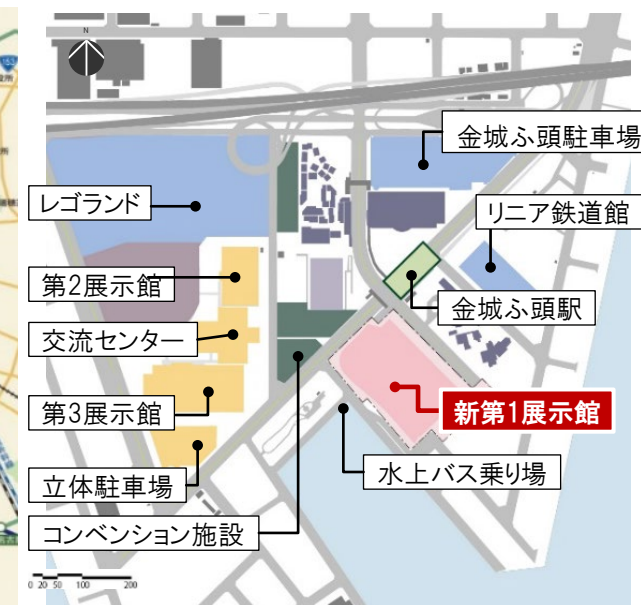 153
N
金城ふ頭駐車場
レゴランド
リニア鉄道館
第2展示館
金城ふ頭駅
交流センター
第3展示館
新第1展示館
立体駐車場
水上バス乗り場
コンベンション施設
0 20 50 100 200